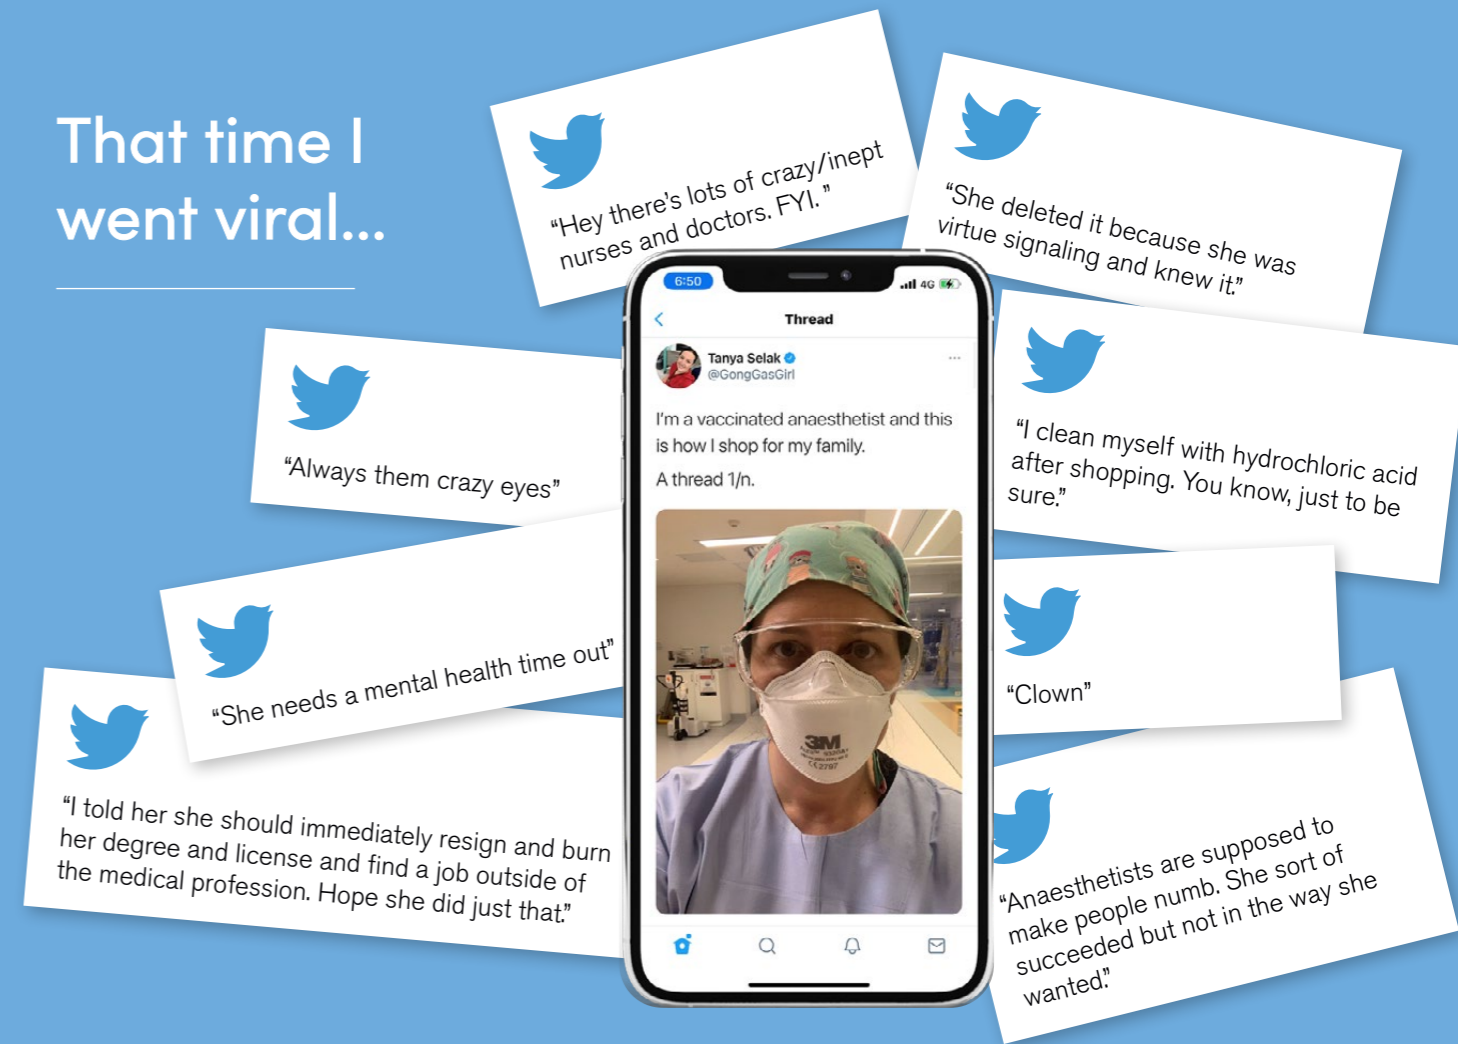 That time I
went viral...
“Hey there’s lots of crazy/inept
nurses and doctors. FYI.”
“She deleted it because she was
virtue signaling and knew it.”
“Always them crazy eyes”
“I clean myself with hydrochloric acid
after shopping. You know, just to be
sure.”
“She needs a mental health time out”
“Clown”
“I told her she should immediately resign and burn
her degree and license and find a job outside of
the medical profession. Hope she did just that.”
“Anaesthetists are supposed to
make people numb. She sort of
succeeded but not in the way she
wanted.”
6:50
4G
Thread
Tanya Selak
@GongGasGirl
I’m a vaccinated anaesthetist and this
is how I shop for my family.
A thread 1/n.
3M
CE2797